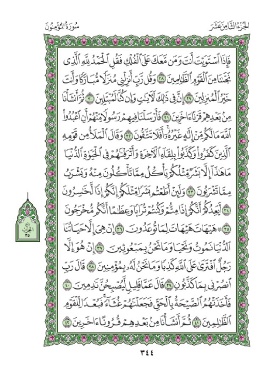 الجزء الثامن عشر
سورة المؤمنون
فَإِذَا ٱسْتَوَيْتَ أَنتَ وَمَن مَّعَكَ عَلَى ٱلْفُلْكِ فَقُلِ ٱلْحَمْدُ لِلَّهِ ٱلَّذِى
نَجَّىٰنَا مِنَ ٱلْقَوْمِ ٱلظَّٰلِمِينَ ٢٨ وَقُل رَّبِّ أَنزِلْنِى مُنزَلًا مُّبَارَكًا وَأَنتَ
خَيْرُ ٱلْمُنزِلِينَ ٢٩ إِنَّ فِى ذَٰلِكَ لَءَايَٰتٍ وَإِن كُنَّا لَمُبْتَلِينَ ٣٠ ثُمَّ أَنشَأْنَا
مِنۢ بَعْدِهِمْ قَرْنًا ءَاخَرِينَ ٣١ فَأَرْسَلْنَا فِيهِمْ رَسُولًا مِّنْهُمْ أَنِ ٱعْبُدُوا۟
ٱللَّهَ مَا لَكُم مِّنْ إِلَٰهٍ غَيْرُهُۥٓ أَفَلَا تَتَّقُونَ ٣٢ وَقَالَ ٱلْمَلَأُ مِن قَوْمِهِ
ٱلَّذِينَ كَفَرُوا۟ وَكَذَّبُوا۟ بِلِقَآءِ ٱلْءَاخِرَةِ وَأَتْرَفْنَٰهُمْ فِى ٱلْحَيَوٰةِ ٱلدُّنْيَا
مَا هَٰذَآ إِلَّا بَشَرٌ مِّثْلُكُمْ يَأْكُلُ مِمَّا تَأْكُلُونَ مِنْهُ وَيَشْرَبُ
مِمَّا تَشْرَبُونَ ٣٣ وَلَئِنْ أَطَعْتُم بَشَرًا مِّثْلَكُمْ إِنَّكُمْ إِذًا لَّخَٰسِرُونَ
٣٤ أَيَعِدُكُمْ أَنَّكُمْ إِذَا مِتُّمْ وَكُنتُمْ تُرَابًا وَعِظَٰمًا أَنَّكُم مُّخْرَجُونَ
٣٥ ۞ هَيْهَاتَ هَيْهَاتَ لِمَا تُوعَدُونَ ٣٦ إِنْ هِىَ إِلَّا حَيَاتُنَا
ٱلدُّنْيَا نَمُوتُ وَنَحْيَا وَمَا نَحْنُ بِمَبْعُوثِينَ ٣٧ إِنْ هُوَ إِلَّا
رَجُلٌ ٱفْتَرَىٰ عَلَى ٱللَّهِ كَذِبًا وَمَا نَحْنُ لَهُۥ بِمُؤْمِنِينَ ٣٨ قَالَ رَبِّ
ٱنصُرْنِى بِمَا كَذَّبُونِ ٣٩ قَالَ عَمَّا قَلِيلٍ لَّيُصْبِحُنَّ نَٰدِمِينَ ٤٠
فَأَخَذَتْهُمُ ٱلصَّيْحَةُ بِٱلْحَقِّ فَجَعَلْنَٰهُمْ غُثَآءً فَبُعْدًا لِّلْقَوْمِ
ٱلظَّٰلِمِينَ ٤١ ثُمَّ أَنشَأْنَا مِنۢ بَعْدِهِمْ قُرُونًا ءَاخَرِينَ ٤٢
٣٤٤